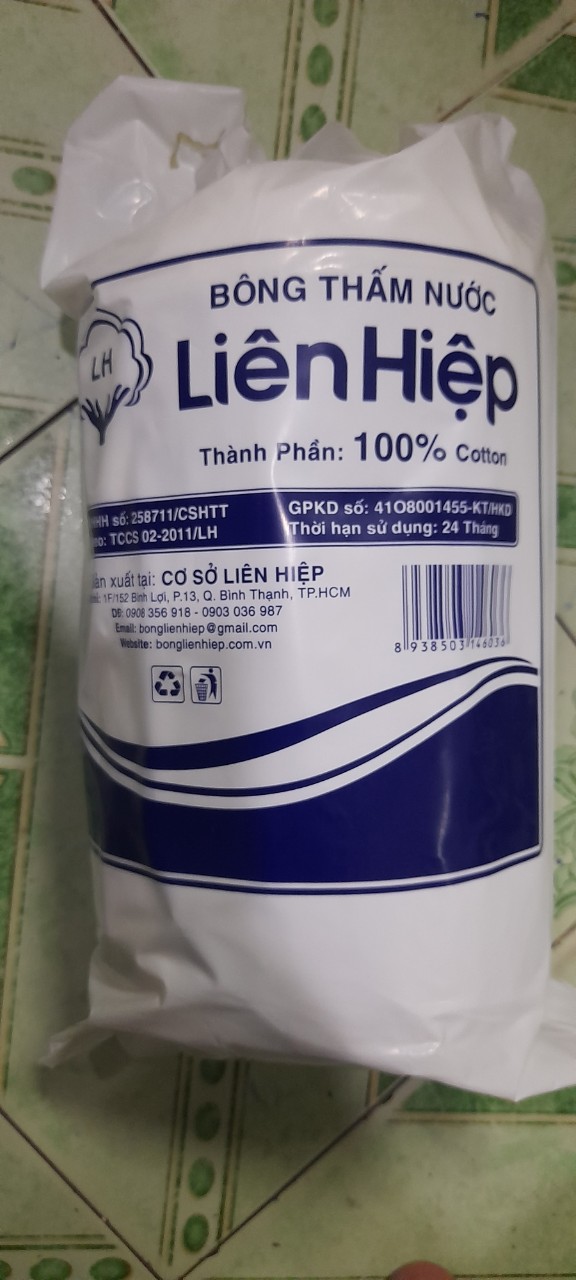 BÔNG THẤM NƯỚC
LH
Liên Hiệp
Thành Phần: 100% Cotton
số: 258711/CSHTT
GPKD số: 41O8001455-KT/HKD
TCCS 02-2011/LH
Thời hạn sử dụng: 24 Tháng
xuất tại: CƠ SỞ LIÊN HIỆP
1F/152 Bình Lợi, P.13, Q. Bình Thạnh, TP.HCM
DĐ: 0908 356 918 - 0903 036 987
Email: bonglienhiep@gmail.com
Website: bonglienhiep.com.vn
8 938503 146036